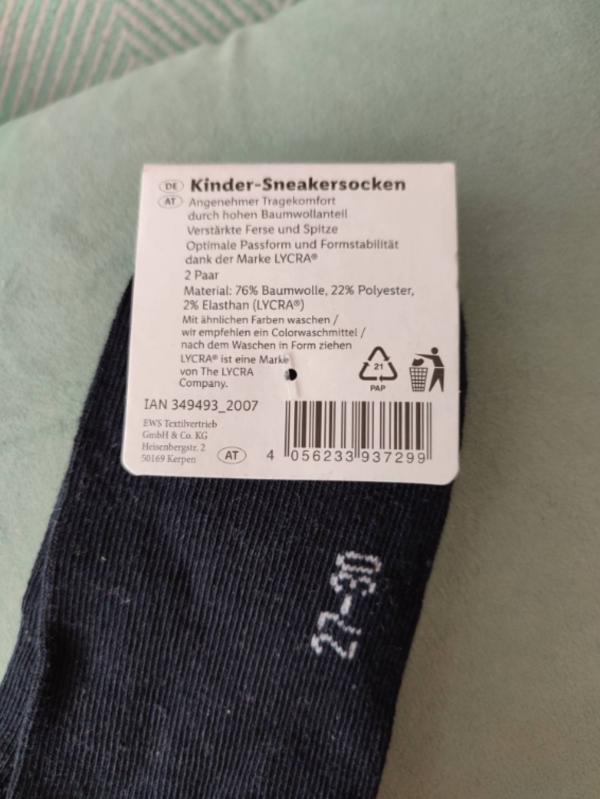 DE Kinder-Sneakersocken
AT Angenehmer Tragekomfort
durch hohen Baumwollanteil
Verstärkte Ferse und Spitze
Optimale Passform und Formstabilität
dank der Marke LYCRA®
2 Paar
Material: 76% Baumwolle, 22% Polyester,
2% Elasthan (LYCRA®)
Mit ähnlichen Farben waschen /
wir empfehlen ein Colorwaschmittel /
nach dem Waschen in Form ziehen
LYCRA® ist eine Marke
von The LYCRA
Company.
21
PAP
IAN 349493_2007
EWS Textilvertrieb
GmbH & Co. KG
Heisenbergstr. 2
50169 Kerpen
AT
4 056233 937299
27-30